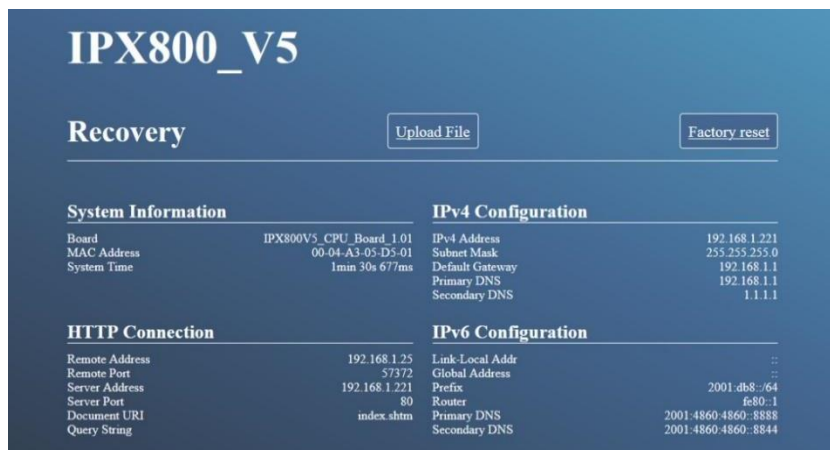 IPX800_V5
Recovery
Upload File
Factory reset
System Information
Board IPX800V5_CPU_Board_1.01
MAC Address 00-04-A3-05-D5-01
System Time 1min 30s 677ms
IPv4 Configuration
IPv4 Address 192.168.1.221
Subnet Mask 255.255.255.0
Default Gateway 192.168.1.1
Primary DNS 192.168.1.1
Secondary DNS 1.1.1.1
HTTP Connection
Remote Address 192.168.1.25
Remote Port 57372
Server Address 192.168.1.221
Server Port 80
Document URI index.shtm
Query String
IPv6 Configuration
Link-Local Addr ::
Global Address ::
Prefix 2001:db8::/64
Router fe80::1
Primary DNS 2001:4860:4860::8888
Secondary DNS 2001:4860:4860::8844